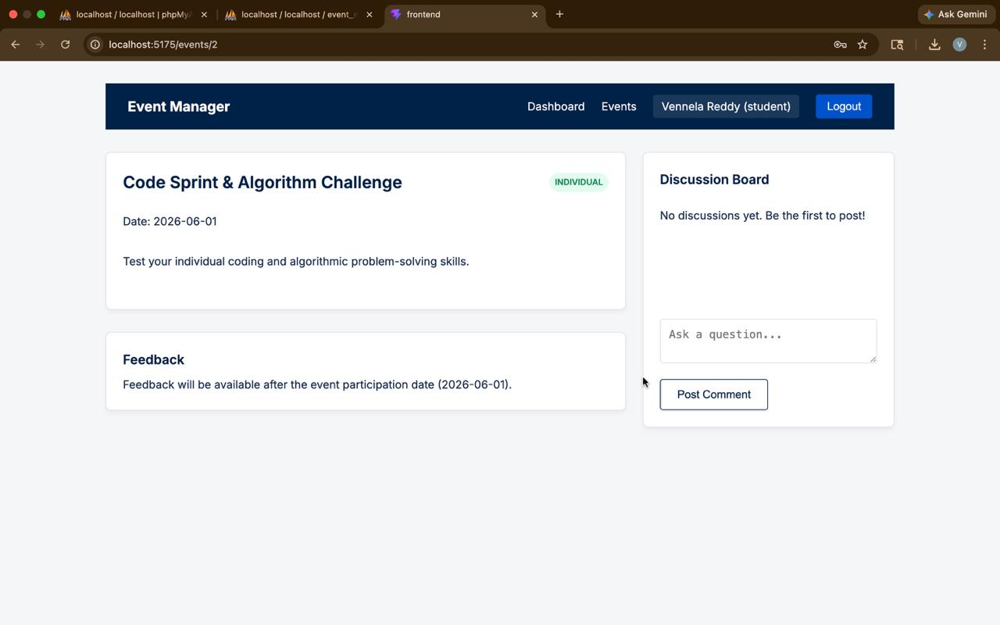 localhost / localhost | phpMyA
localhost / localhost / event_
frontend
Ask Gemini
localhost:5175/events/2
V
Event Manager
Dashboard
Events
Vennela Reddy (student)
Logout
Code Sprint & Algorithm Challenge
INDIVIDUAL
Date: 2026-06-01
Test your individual coding and algorithmic problem-solving skills.
Feedback
Feedback will be available after the event participation date (2026-06-01).
Discussion Board
No discussions yet. Be the first to post!
Ask a question...
Post Comment